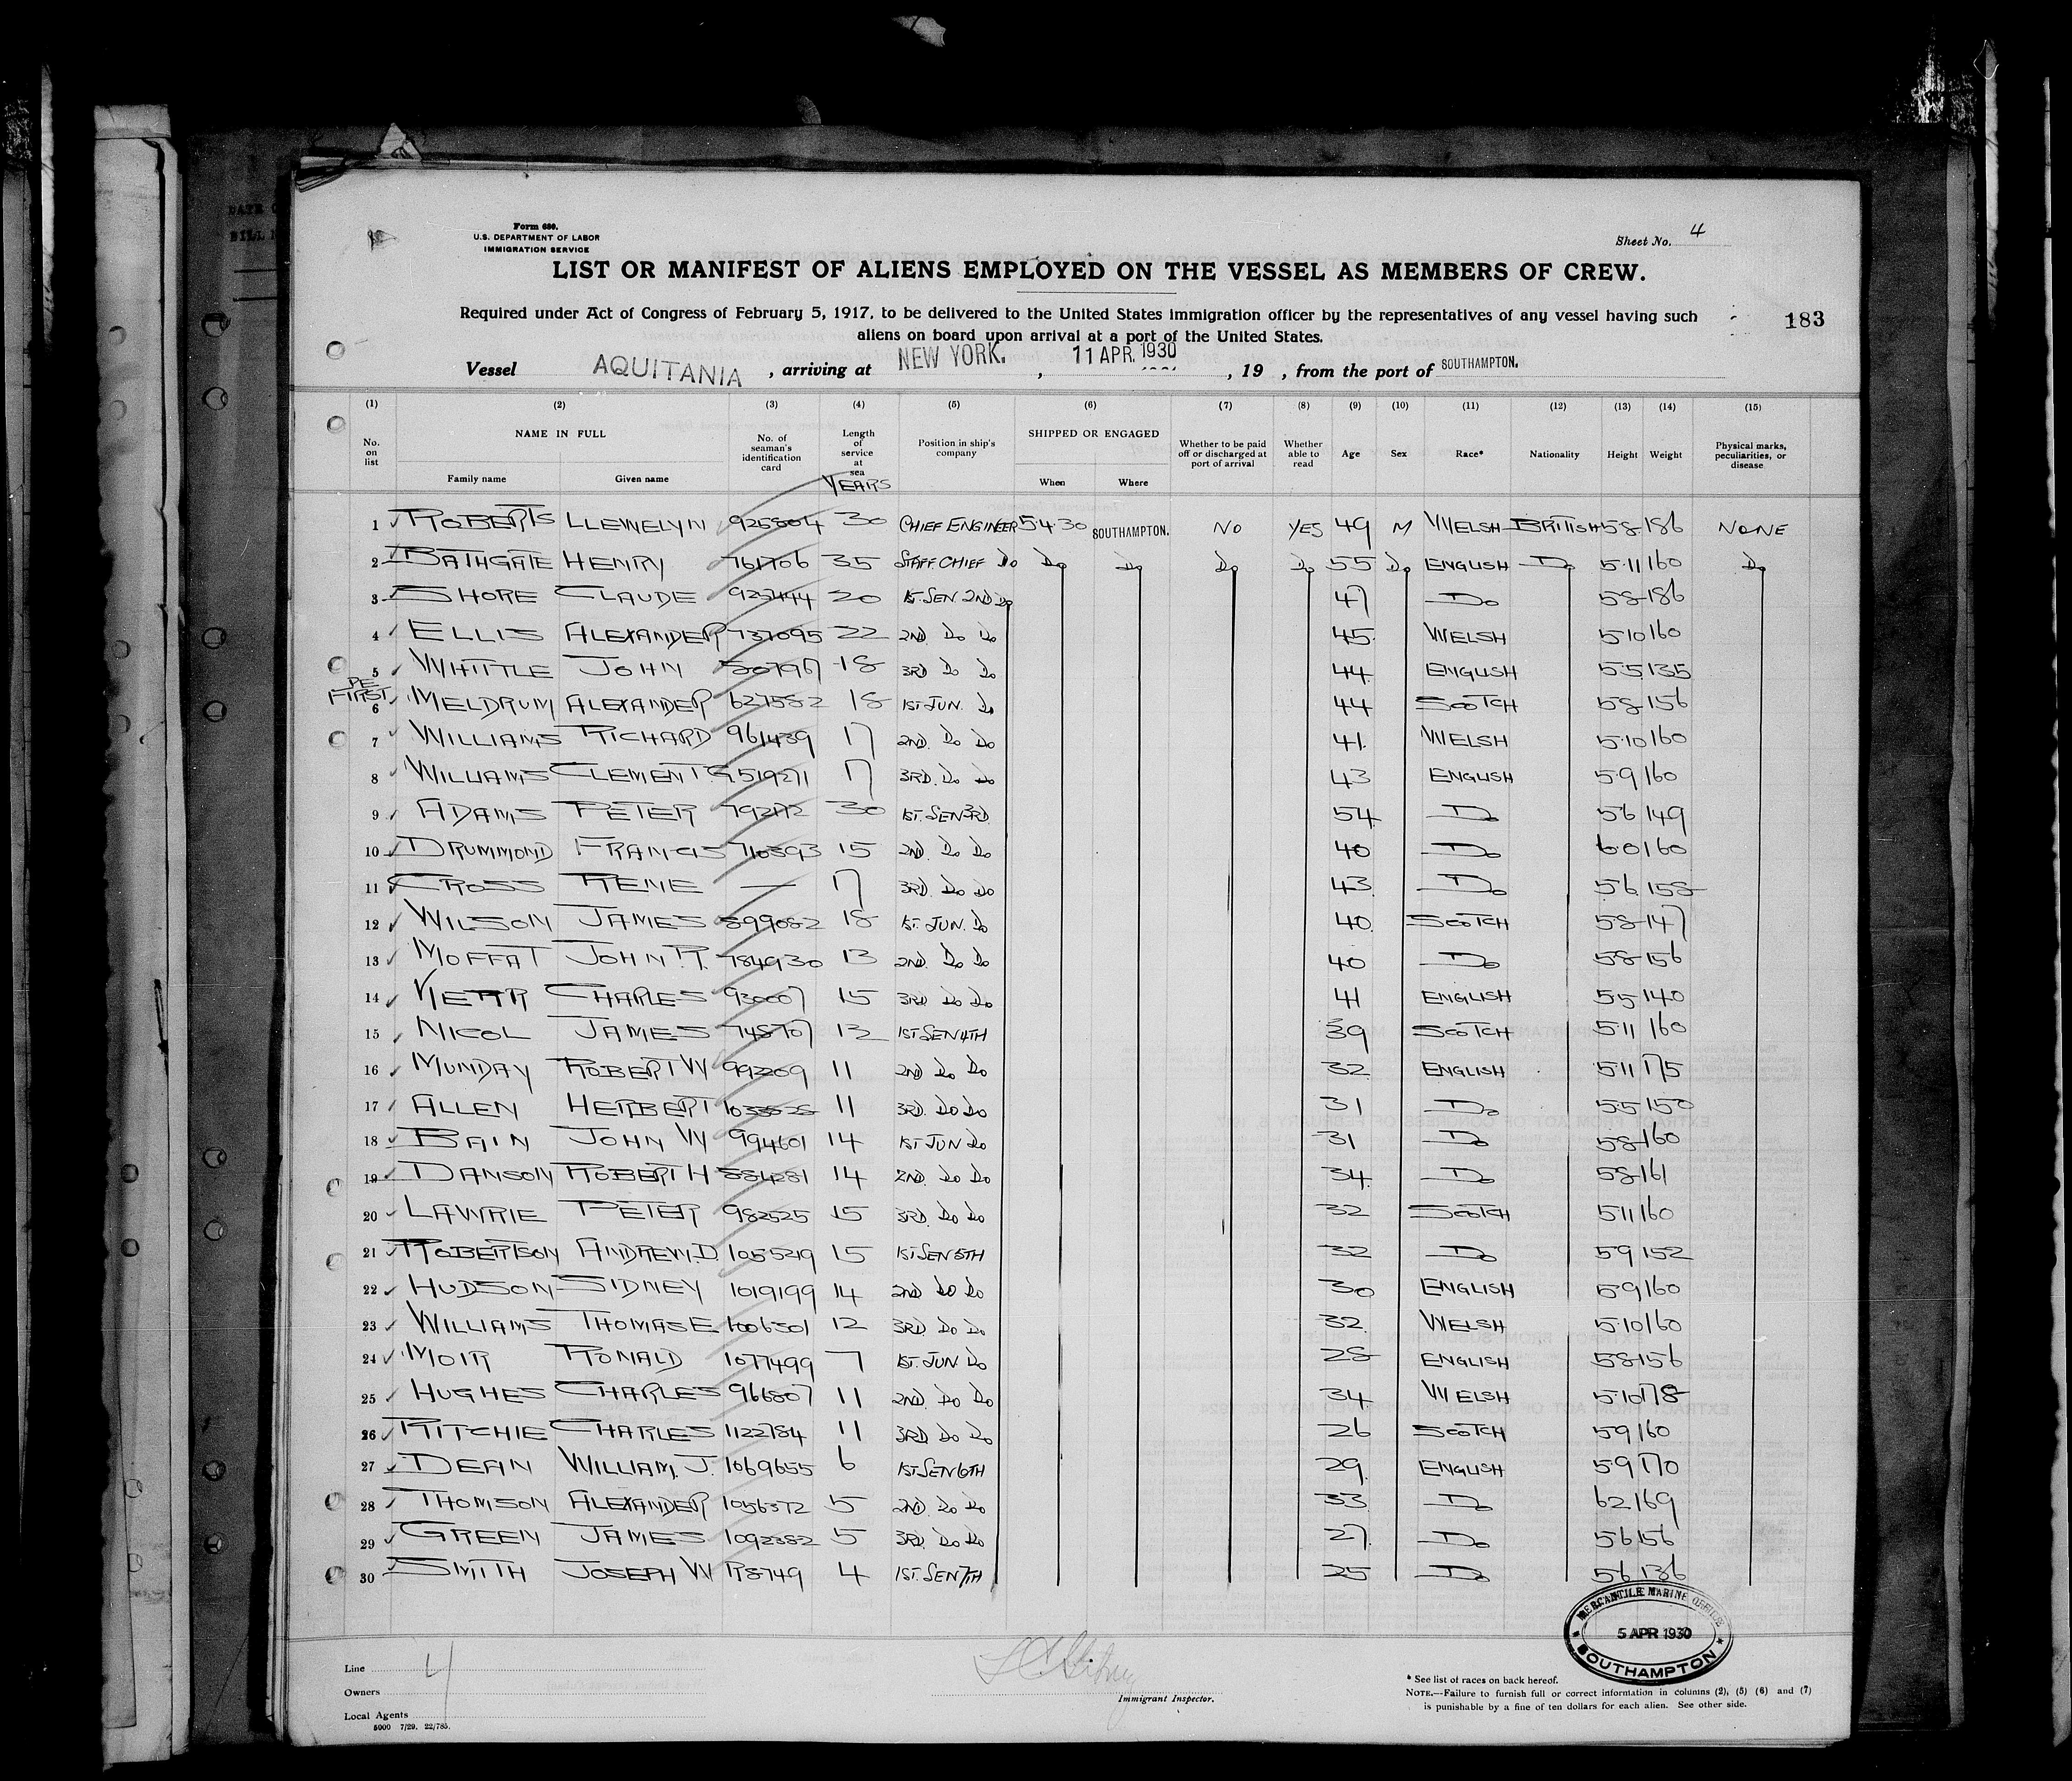 Form 680.
U.S. DEPARTMENT OF LABOR
IMMIGRATION SERVICE
Sheet No. 4
LIST OR MANIFEST OF ALIENS EMPLOYED ON THE VESSEL AS MEMBERS OF CREW.
Required under Act of Congress of February 5, 1917, to be delivered to the United States immigration officer by the representatives of any vessel having such
aliens on board upon arrival at a port of the United States.
183
Vessel AQUITANIA, arriving at NEW YORK. , 11 APR. 1930 , 19 , from the port of SOUTHAMPTON.
(1) (2) (3) (4) (5) (6) (7) (8) (9) (10) (11) (12) (13) (14) (15)
No. on list NAME IN FULL Family name Given name No. of seaman's identification card Length of service at sea YEARS Position in ship's company SHIPPED OR ENGAGED When Where Whether to be paid off or discharged at port of arrival Whether able to read Age Sex Race* Nationality Height Weight Physical marks, peculiarities, or disease
1 ROBERTS LLEWELYN 925804 30 CHIEF ENGINEER 5 4 30 SOUTHAMPTON. NO YES 49 M WELSH BRITISH 5 8 186 NONE
2 BATHGATE HENRY 761706 35 STAFF CHIEF DO DO DO DO DO 55 DO ENGLISH DO 5 11 160 DO
3 SHORE CLAUDE 20 1ST SEN 2ND DO 47 DO 5 8 186
4 ELLIS ALEXANDER 737095 22 2ND. DO DO 45 WELSH 5 10 160
5 WHITTLE JOHN 50797 18 3RD DO DO 44 ENGLISH 5 5 135
PE FIRST
6 MELDRUM ALEXANDER 627582 18 1ST JUN. DO 44 SCOTCH 5 8 156
7 WILLIAMS RICHARD 961439 17 2ND. DO DO 41. WELSH 5 10 160
8 WILLIAMS CLEMENT G 519271 17 3RD. DO DO 43 ENGLISH 5 9 160
9 ADAMS PETER 30 1ST. SEN 3RD. 54 DO 5 6 149
10 DRUMMOND FRANCIS 710593 15 2ND. DO DO 40 DO 6 0 160
11 CROSS RENE — 17 3RD. DO DO 43. DO 5 6 158
12 WILSON JAMES 899082 18 1ST. JUN. DO 40. SCOTCH 5 8 147
13 MOFFAT JOHN. R. 784930 13 2ND. DO DO 40 DO 5 8 156
14 KERR CHARLES 930007 15 3RD DO DO 41 ENGLISH 5 5 140
15 NICOL JAMES 748707 12 1ST SEN 4TH 39 SCOTCH 5 11 160
16 MUNDAY ROBERT W 992209 11 2ND DO DO 32. ENGLISH 5 11 175
17 ALLEN HERBERT 11 3RD. DO DO 31 DO 5 5 150
18 BAIN JOHN W 994601 14 1ST JUN DO 31 DO 5 8 160
19 DANSON ROBERT H 884281 14 2ND. DO DO 34. DO 5 8 161
20 LAWRIE PETER 982525 15 3RD. DO DO 32 SCOTCH 5 11 160
21 ROBERTSON ANDREW. D. 1055219 15 1ST SEN 5TH 32 DO 5 9 152
22 HUDSON SIDNEY 1019199 14 2ND DO DO 30 ENGLISH 5 9 160
23 WILLIAMS THOMAS E 1006301 12 3RD DO DO 32. WELSH 5 10 160
24 MOIR RONALD 1077499 7 1ST. JUN DO 28 ENGLISH 5 8 156
25 HUGHES CHARLES 966807 11 2ND. DO DO 34. WELSH 5 10 178
26 RITCHIE CHARLES 1122784 11 3RD. DO DO 26 SCOTCH 5 9 160
27 DEAN WILLIAM. J. 1069655 6 1ST SEN 6TH 29. ENGLISH 5 9 170
28 THOMSON ALEXANDER 1056372 5 2ND. DO DO 33. DO 6 2 169
29 GREEN JAMES 1092382 5 3RD. DO DO 27. DO 5 6 156
30 SMITH JOSEPH W R8749 4 1ST. SEN 7TH 25 DO 5 6 136
MERCANTILE MARINE OFFICE
5 APR 1930
SOUTHAMPTON
Line 4
Owners
Local Agents
5000 7/29. 22/785.
Immigrant Inspector.
* See list of races on back hereof.
NOTE.—Failure to furnish full or correct information in columns (2), (5) (6) and (7)
is punishable by a fine of ten dollars for each alien. See other side.